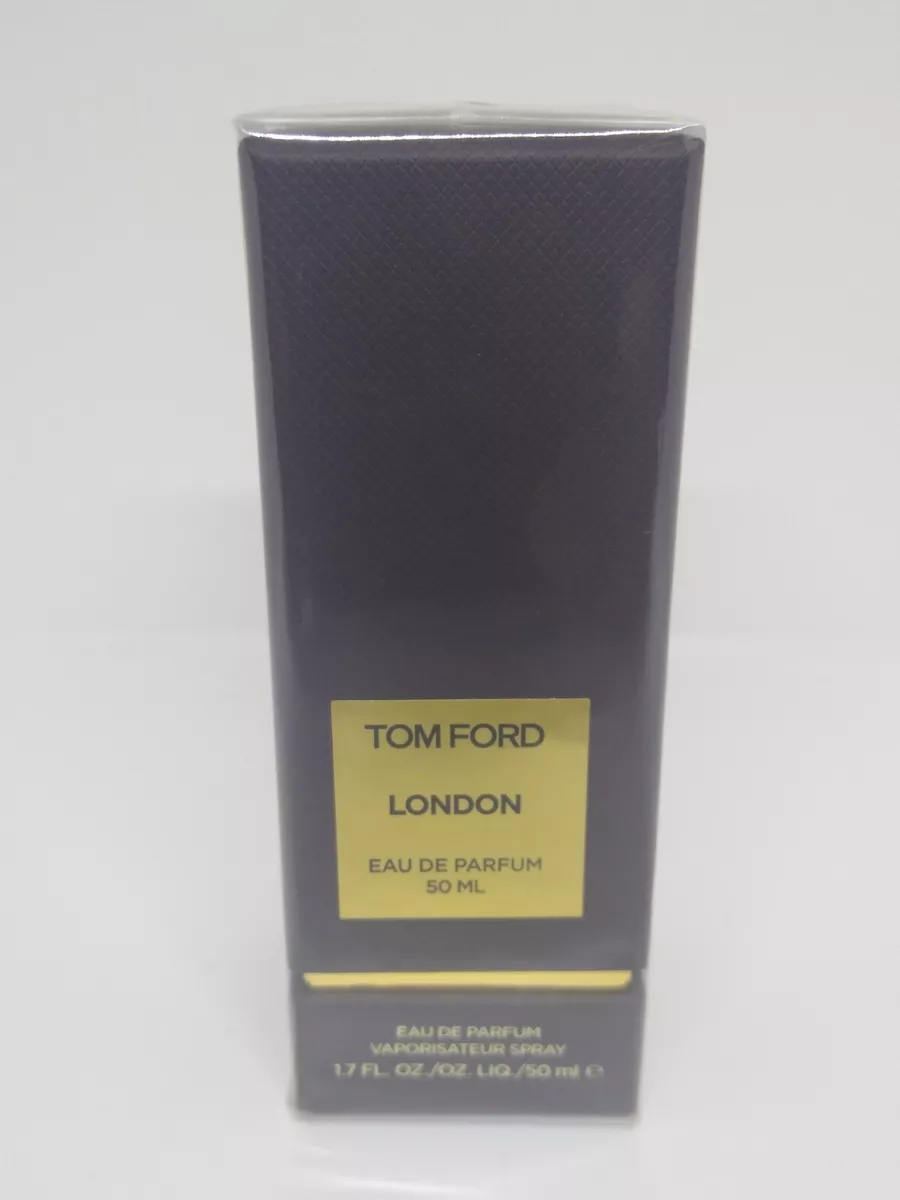 TOM FORD
LONDON
EAU DE PARFUM
50 ML
EAU DE PARFUM
VAPORISATEUR SPRAY
1.7 FL. OZ./OZ. LIQ./50 ml ℮